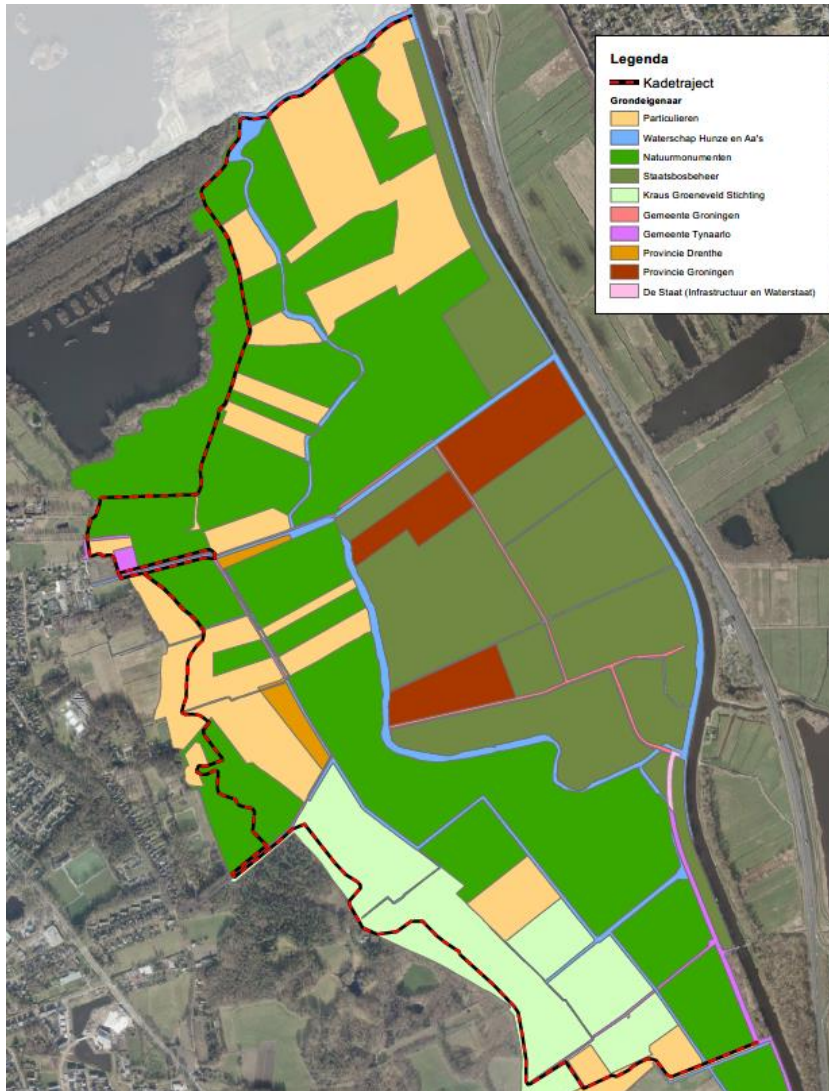 Legenda
Kadetraject
Grondeigenaar
Particulieren
Waterschap Hunze en Aa's
Natuurmonumenten
Staatsbosbeheer
Kraus Groeneveld Stichting
Gemeente Groningen
Gemeente Tynaarlo
Provincie Drenthe
Provincie Groningen
De Staat (Infrastructuur en Waterstaat)